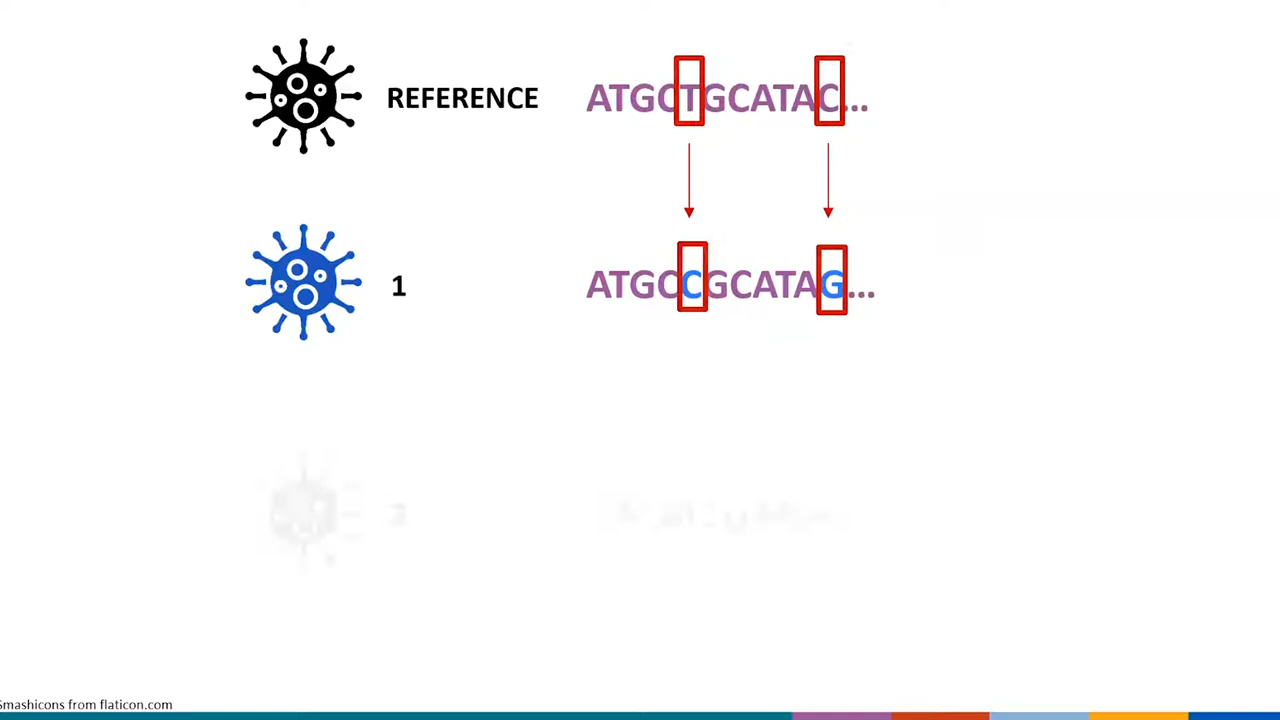 REFERENCE ATGCTGCATAC...
1 ATGCCGCATAG...
Smashicons from flaticon.com